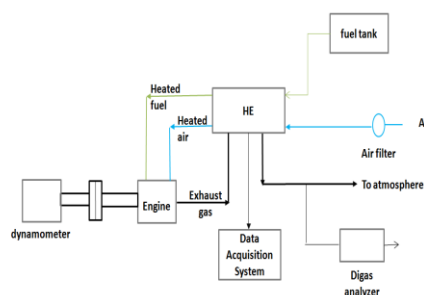 fuel tank
Heated
fuel
HE
Heated
air
A
Air filter
Exhaust
gas
To atmosphere
Engine
dynamometer
Data
Acquisition
System
Digas
analyzer